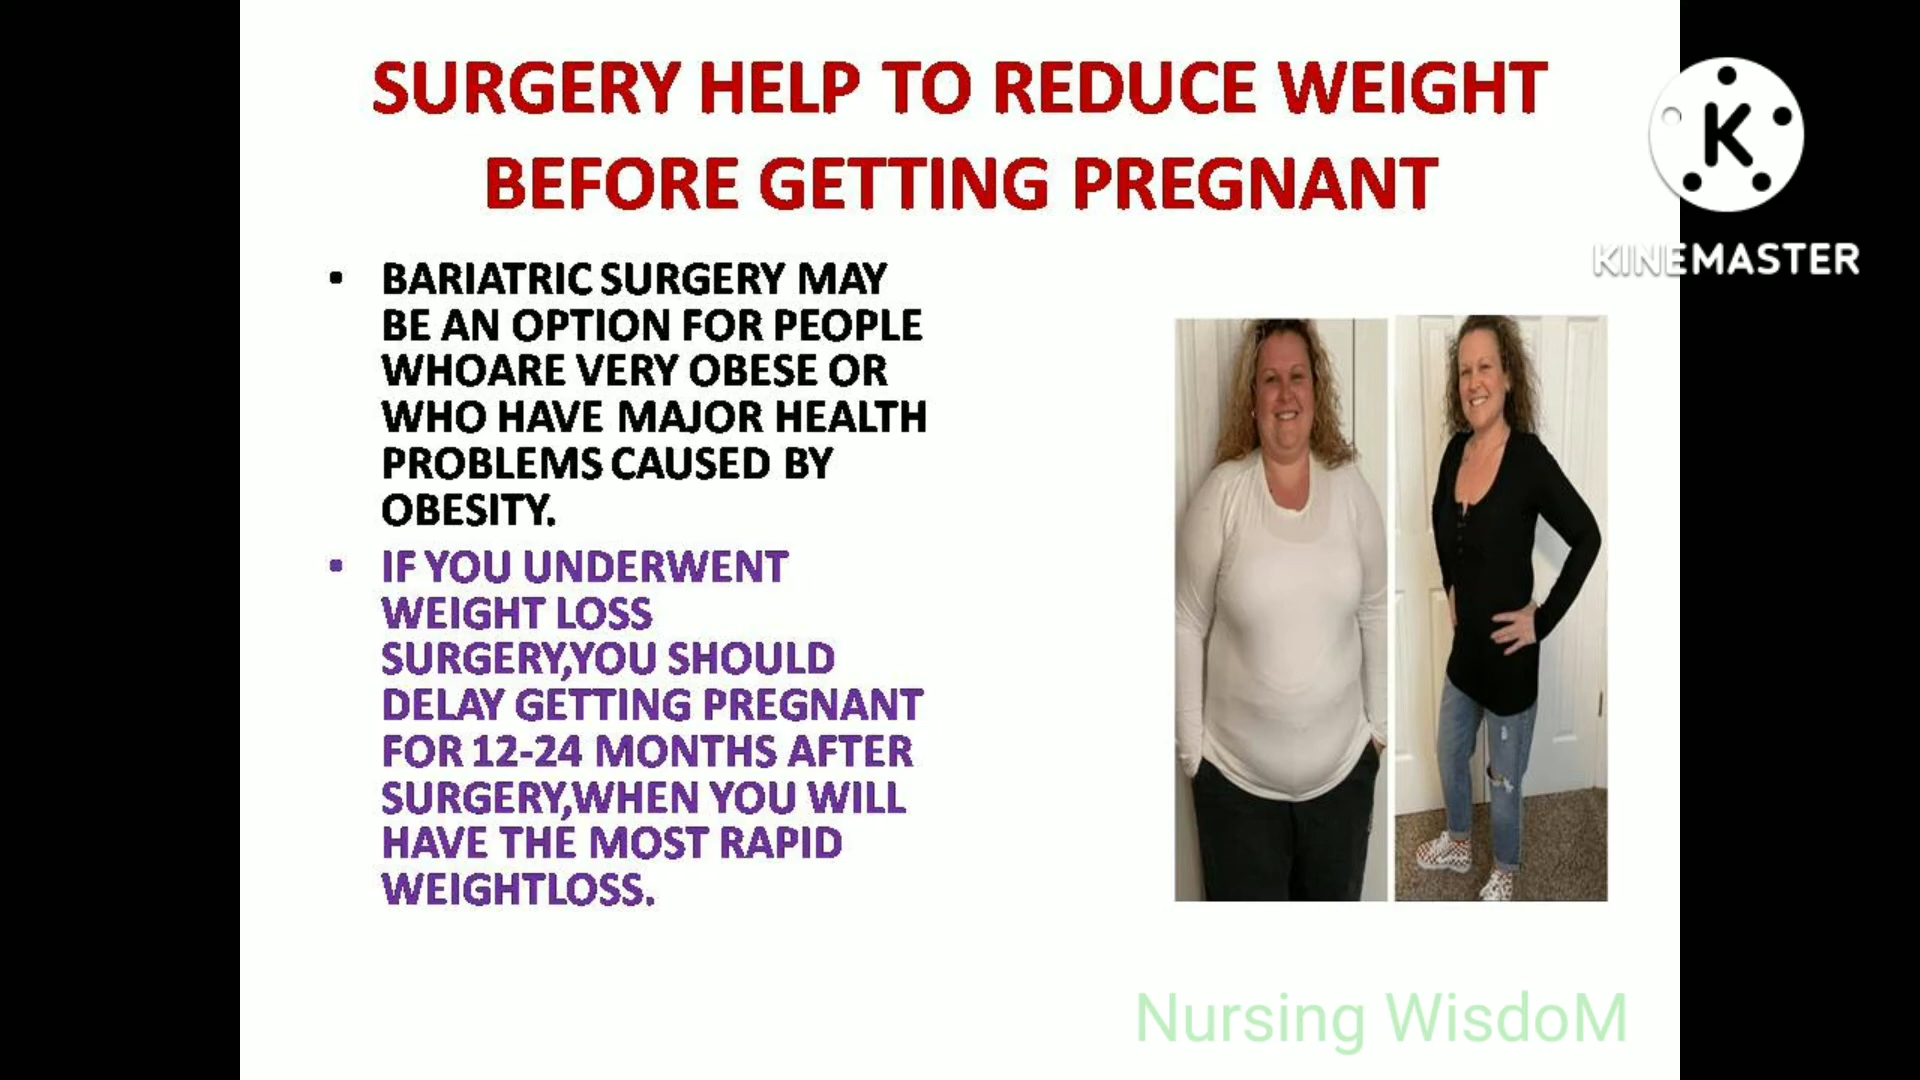 SURGERY HELP TO REDUCE WEIGHT
BEFORE GETTING PREGNANT
• BARIATRIC SURGERY MAY
BE AN OPTION FOR PEOPLE
WHOARE VERY OBESE OR
WHO HAVE MAJOR HEALTH
PROBLEMS CAUSED BY
OBESITY.
• IF YOU UNDERWENT
WEIGHT LOSS
SURGERY,YOU SHOULD
DELAY GETTING PREGNANT
FOR 12-24 MONTHS AFTER
SURGERY,WHEN YOU WILL
HAVE THE MOST RAPID
WEIGHTLOSS.
K
KINEMASTER
Nursing WisdoM